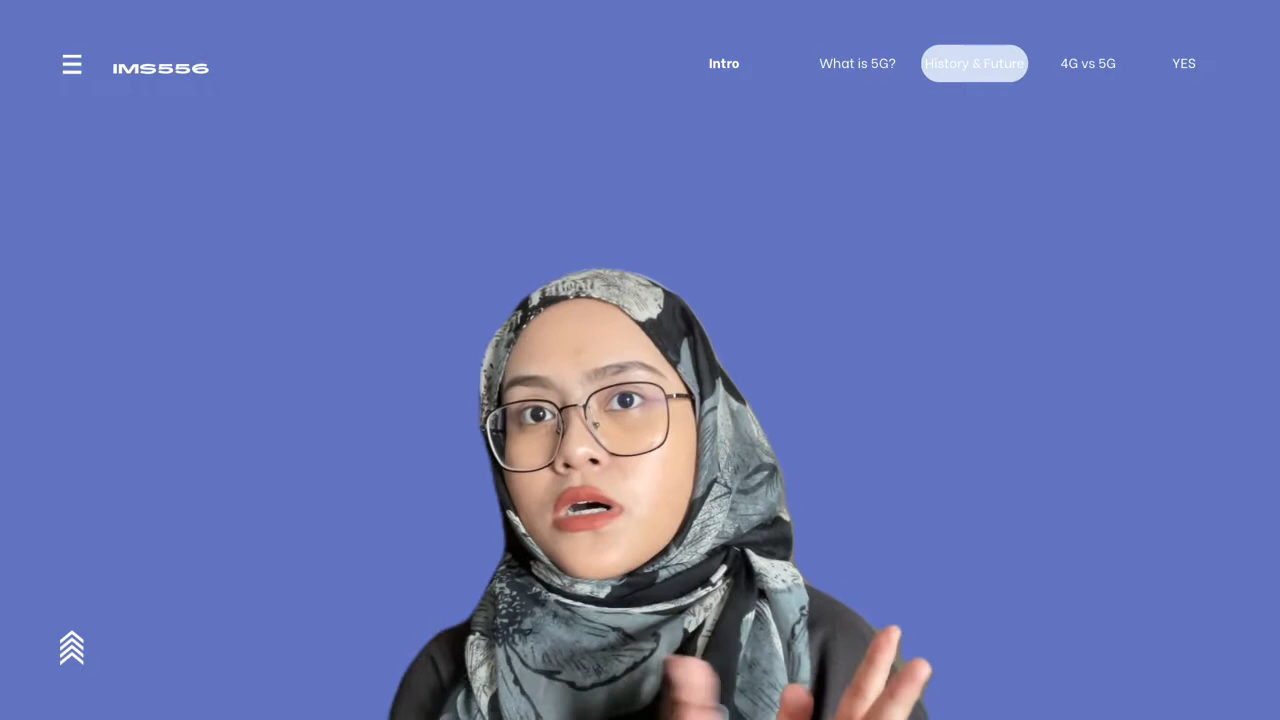 IMS556
Intro
What is 5G?
History & Future
4G vs 5G
YES